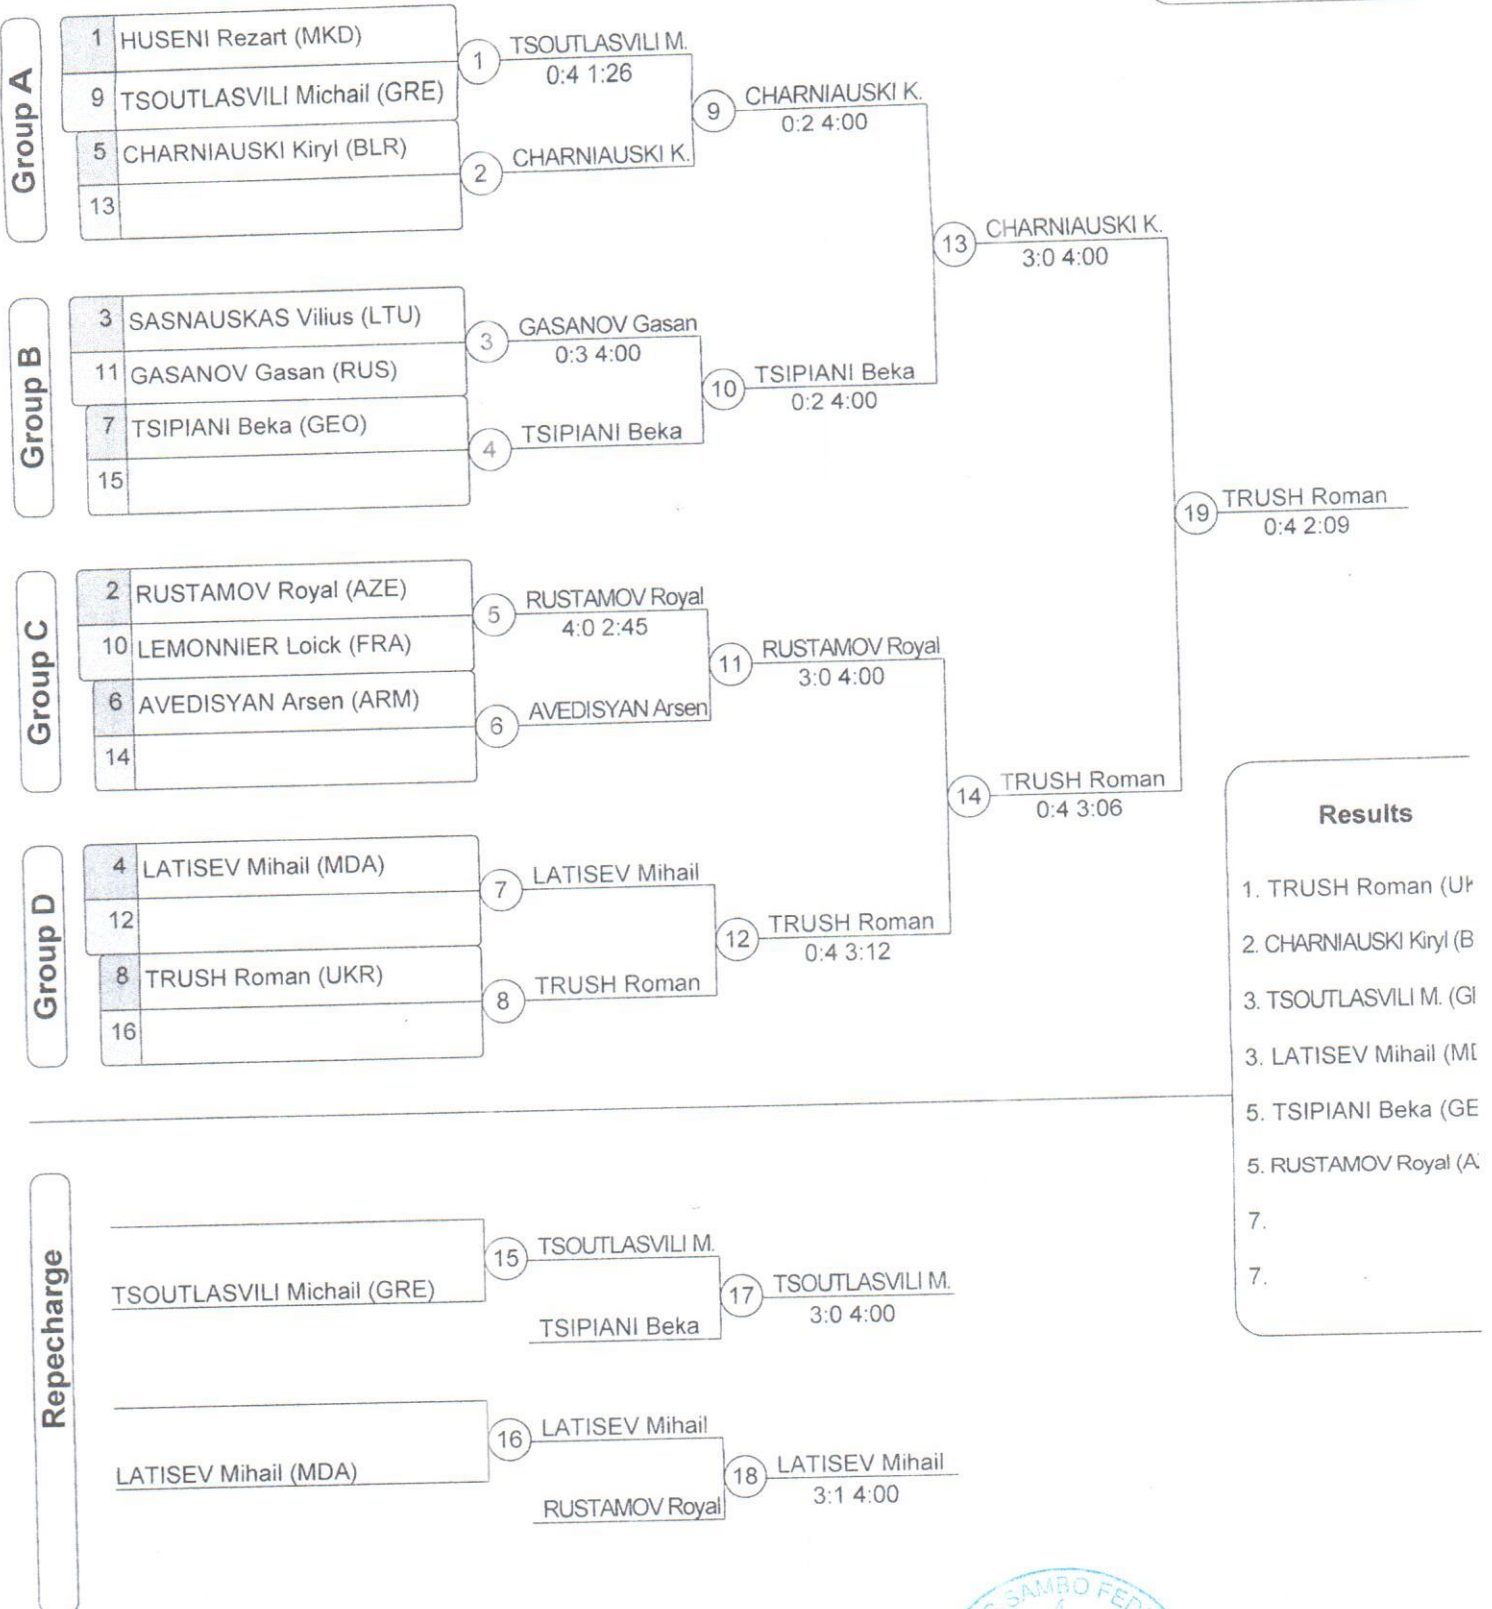 Group A
1 HUSENI Rezart (MKD)
9 TSOUTLASVILI Michail (GRE)
5 CHARNIAUSKI Kiryl (BLR)
13
1 TSOUTLASVILI M.
0:4 1:26
2 CHARNIAUSKI K.
9 CHARNIAUSKI K.
0:2 4:00
13 CHARNIAUSKI K.
3:0 4:00
Group B
3 SASNAUSKAS Vilius (LTU)
11 GASANOV Gasan (RUS)
7 TSIPIANI Beka (GEO)
15
3 GASANOV Gasan
0:3 4:00
4 TSIPIANI Beka
10 TSIPIANI Beka
0:2 4:00
19 TRUSH Roman
0:4 2:09
Group C
2 RUSTAMOV Royal (AZE)
10 LEMONNIER Loick (FRA)
6 AVEDISYAN Arsen (ARM)
14
5 RUSTAMOV Royal
4:0 2:45
6 AVEDISYAN Arsen
11 RUSTAMOV Royal
3:0 4:00
14 TRUSH Roman
0:4 3:06
Group D
4 LATISEV Mihail (MDA)
12
8 TRUSH Roman (UKR)
16
7 LATISEV Mihail
8 TRUSH Roman
12 TRUSH Roman
0:4 3:12
Results
1. TRUSH Roman (U
2. CHARNIAUSKI Kiryl (B
3. TSOUTLASVILI M. (G
3. LATISEV Mihail (M
5. TSIPIANI Beka (GE
5. RUSTAMOV Royal (A
7.
7.
Repecharge
TSOUTLASVILI Michail (GRE)
15 TSOUTLASVILI M.
TSIPIANI Beka
17 TSOUTLASVILI M.
3:0 4:00
LATISEV Mihail (MDA)
16 LATISEV Mihail
RUSTAMOV Royal
18 LATISEV Mihail
3:1 4:00
SAMBO